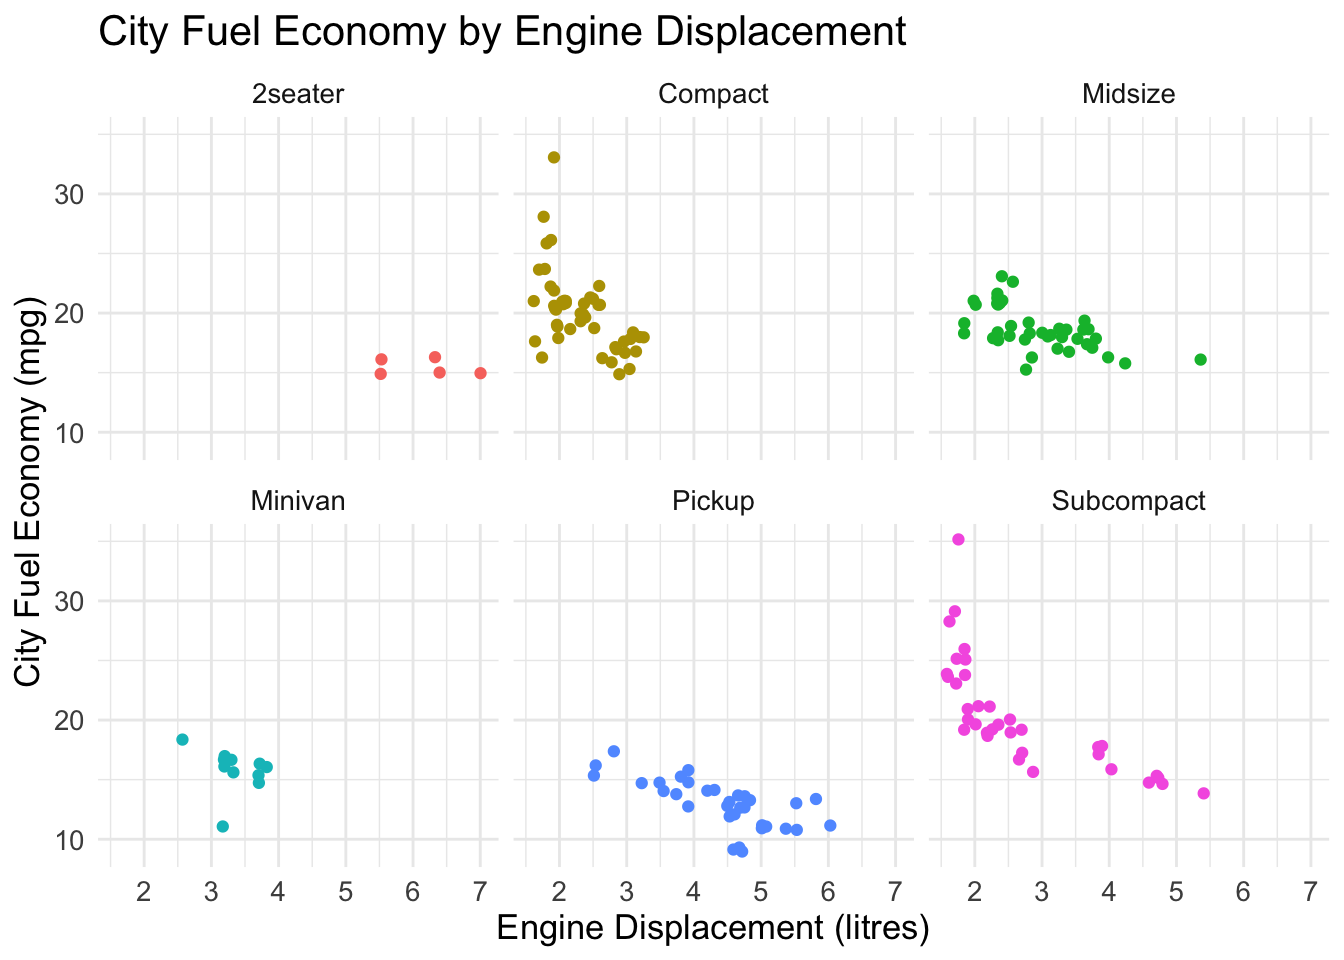 City Fuel Economy by Engine Displacement
2seater Compact Midsize
30
20
10
Minivan Pickup Subcompact
30
20
10
2 3 4 5 6 7 2 3 4 5 6 7 2 3 4 5 6 7
Engine Displacement (litres)
City Fuel Economy (mpg)